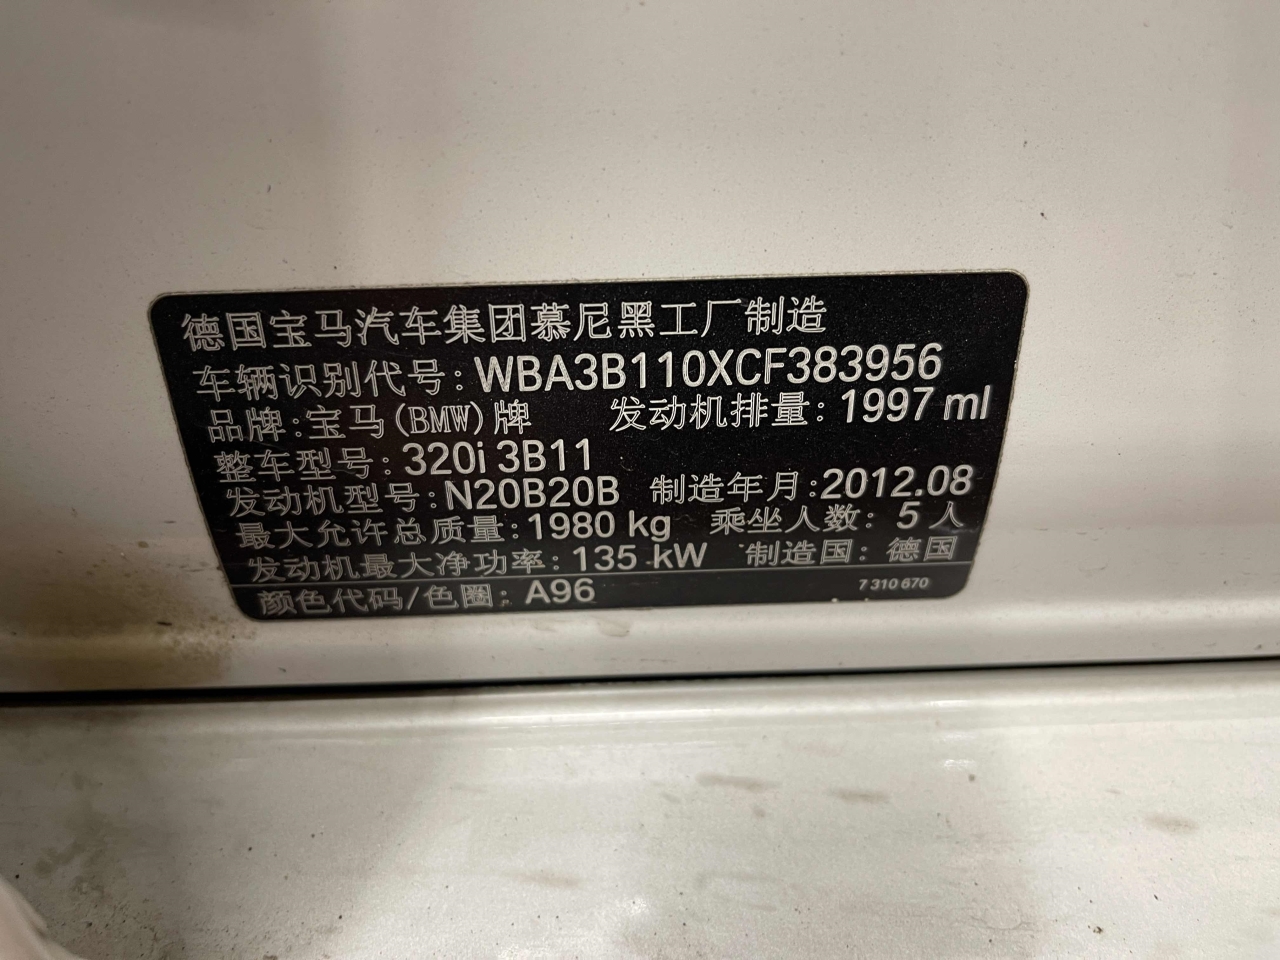 德国宝马汽车集团慕尼黑工厂制造
车辆识别代号: WBA3B110XCF383956
品牌:宝马(BMW)牌 发动机排量: 1997 ml
整车型号: 320i 3B11
发动机型号: N20B20B 制造年月:2012.08
最大允许总质量: 1980 kg 乘坐人数: 5 人
发动机最大净功率: 135 kW 制造国: 德国
颜色代码/色圈: A96 7 310 670